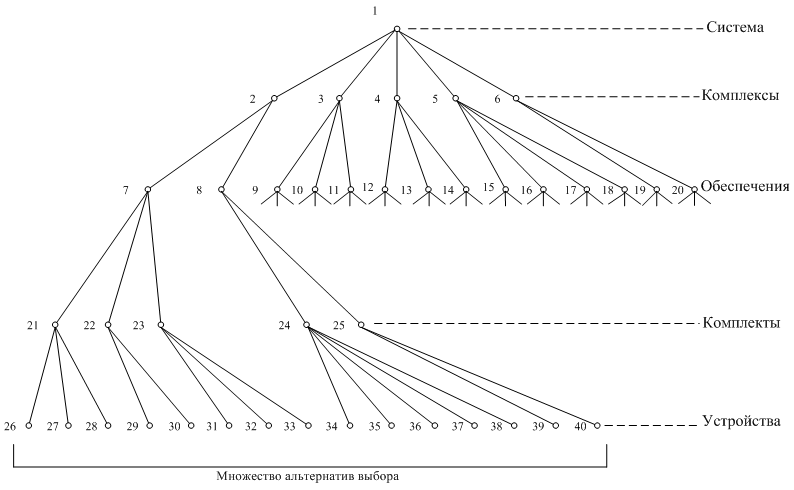 1
Система
2 3 4 5 6 Комплексы
7 8 9 10 11 12 13 14 15 16 17 18 19 20 Обеспечения
21 22 23 24 25 Комплекты
26 27 28 29 30 31 32 33 34 35 36 37 38 39 40 Устройства
Множество альтернатив выбора